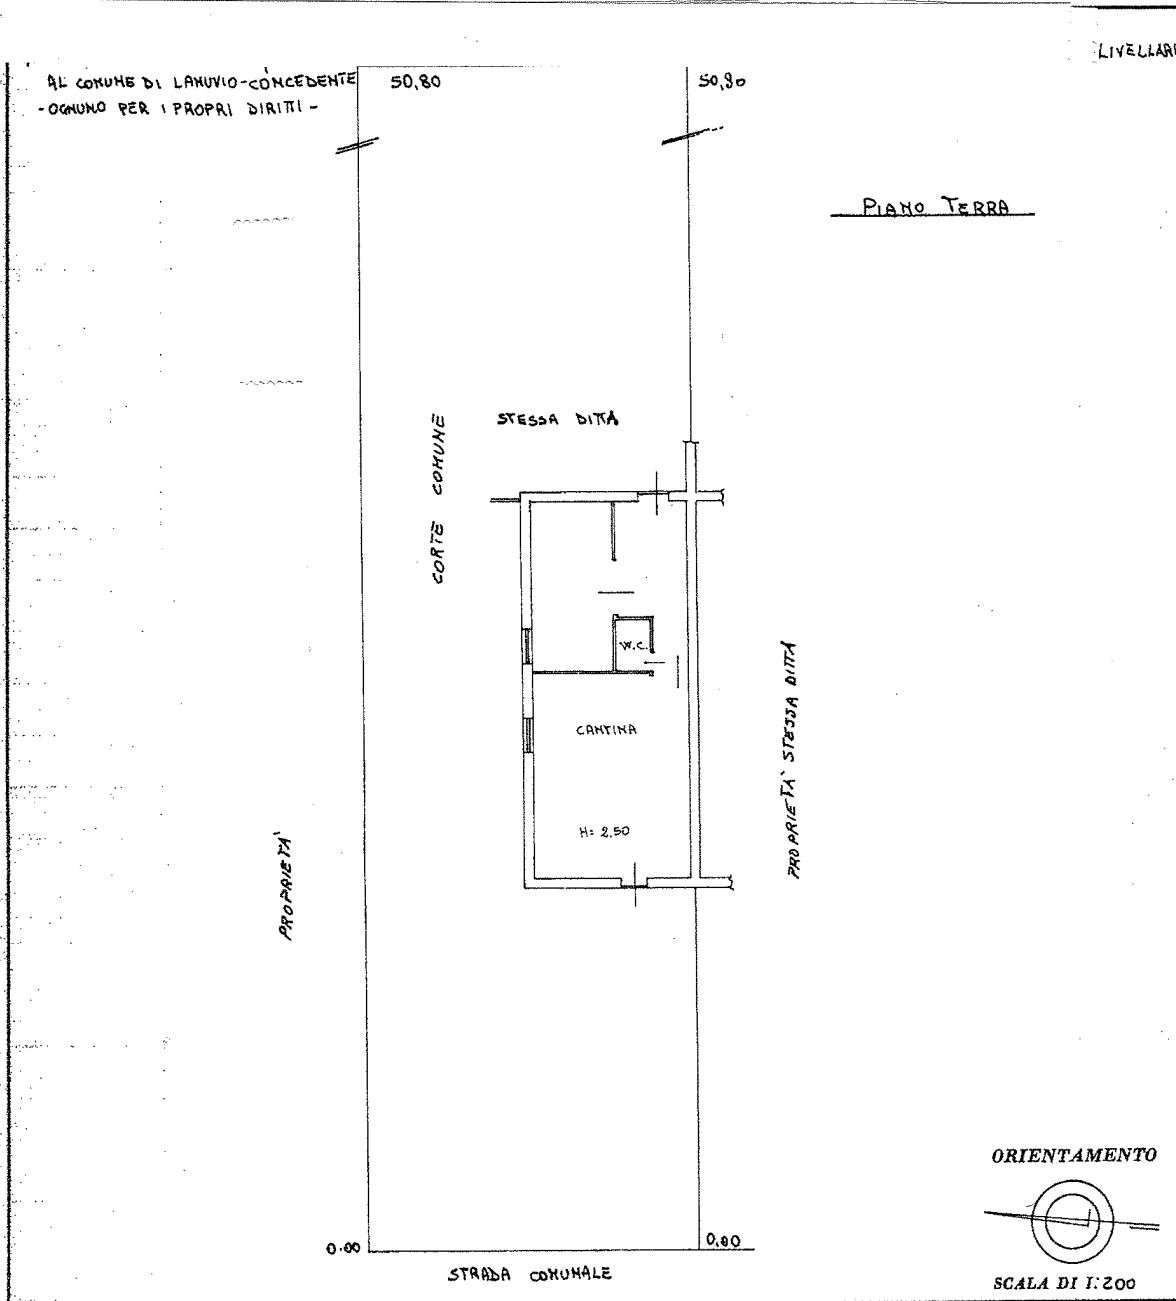 LIVELLARI
AL COMUNE DI LANUVIO-CONCEDENTE
-OGNUNO PER I PROPRI DIRITTI-
50,80
50,90
PIANO TERRA
STESSA DITTA
CORTE COMUNE
W.C.
CANTINA
H= 2.50
PROPRIETA'
PROPRIETA' STESSA DITTA
ORIENTAMENTO
0.00
0,00
STRADA COMUNALE
SCALA DI 1:200